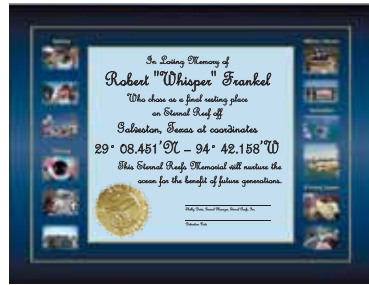 In Loving Memory of
Robert "Whisper" Frankel
Who chose as a final resting place
an Eternal Reef off
Galveston, Texas at coordinates
29° 08.451'N – 94° 42.158'W
This Eternal Reefs Memorial will nurture the
ocean for the benefit of future generations.